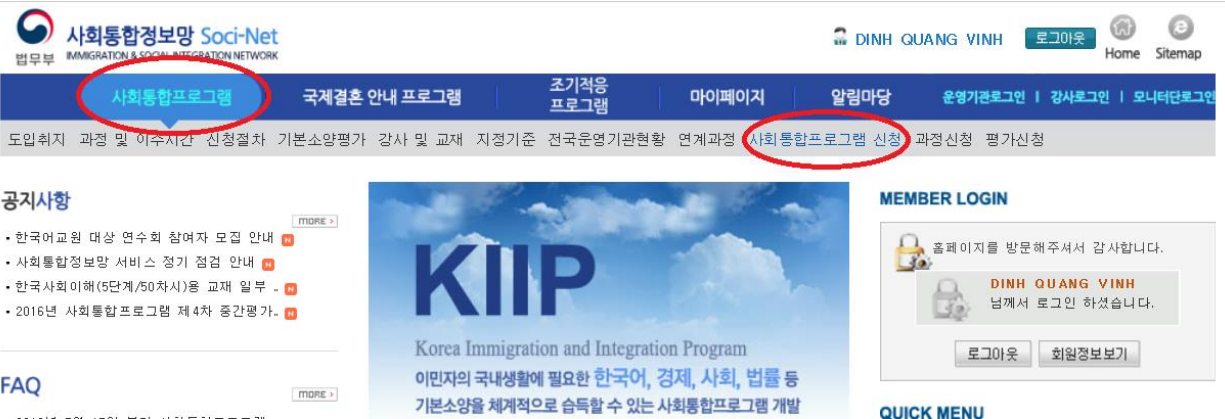 법무부
사회통합정보망 Soci-Net
IMMIGRATION & SOCIAL INTEGRATION NETWORK
DINH QUANG VINH 로그아웃 Home Sitemap
사회통합프로그램 국제결혼 안내 프로그램 조기적응 프로그램 마이페이지 알림마당 운영기관로그인 | 강사로그인 | 모니터단로그인
도입취지 과정 및 이수시간 신청절차 기본소양평가 강사 및 교재 지정기준 전국운영기관현황 연계과정 사회통합프로그램 신청 과정신청 평가신청
공지사항
MORE >
• 한국어교원 대상 연수회 참여자 모집 안내 N
• 사회통합정보망 서비스 정기 점검 안내 N
• 한국사회이해(5단계/50차시)용 교재 일부 .. N
• 2016년 사회통합프로그램 제4차 중간평가.. N
FAQ
MORE >
KIIP
Korea Immigration and Integration Program
이민자의 국내생활에 필요한 한국어, 경제, 사회, 법률 등
기본소양을 체계적으로 습득할 수 있는 사회통합프로그램 개발
MEMBER LOGIN
홈페이지를 방문해주셔서 감사합니다.
DINH QUANG VINH
님께서 로그인 하셨습니다.
로그아웃 회원정보보기
QUICK MENU